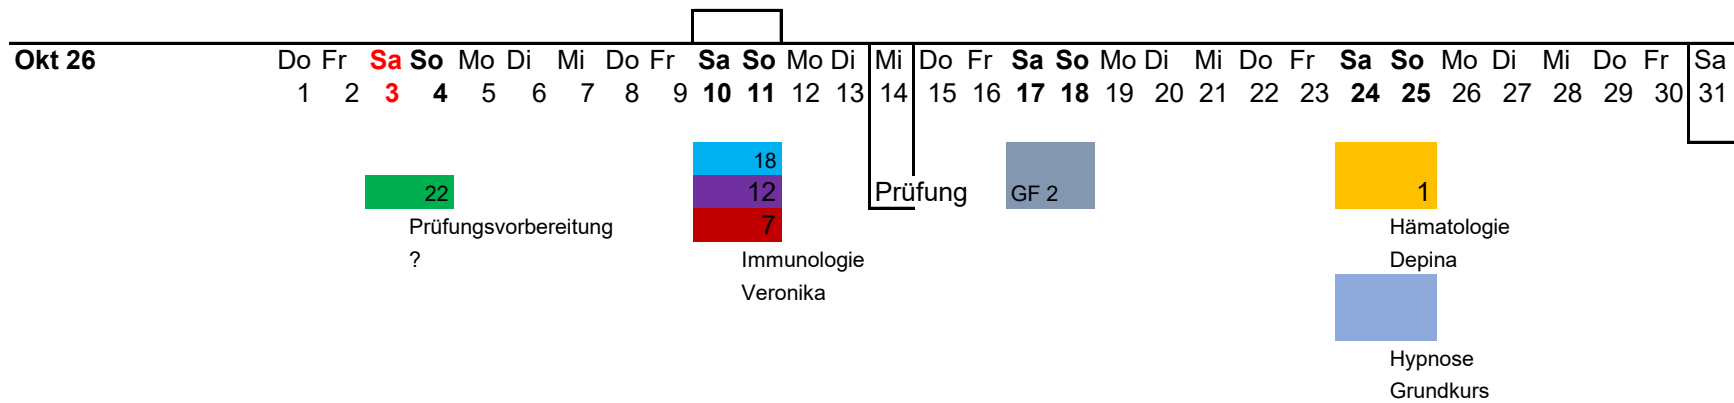 Okt 26 Do Fr Sa So Mo Di Mi Do Fr Sa So Mo Di Mi Do Fr Sa So Mo Di Mi Do Fr Sa So Mo Di Mi Do Fr Sa
1 2 3 4 5 6 7 8 9 10 11 12 13 14 15 16 17 18 19 20 21 22 23 24 25 26 27 28 29 30 31
18
22 12 Prüfung GF 2 1
Prüfungsvorbereitung 7 Hämatologie
? Immunologie Depina
Veronika
Hypnose
Grundkurs